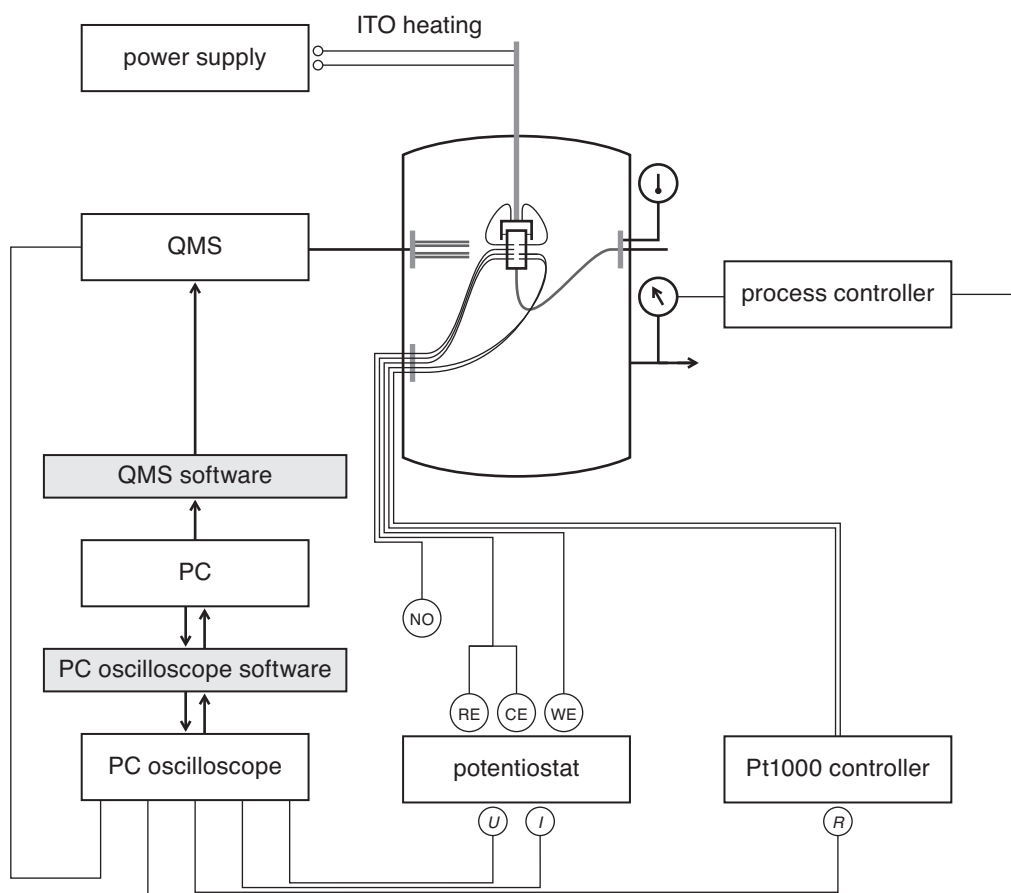 ITO heating
power supply
QMS
process controller
QMS software
PC
NO
PC oscilloscope software
RE
CE
WE
PC oscilloscope
potentiostat
Pt1000 controller
U
I
R